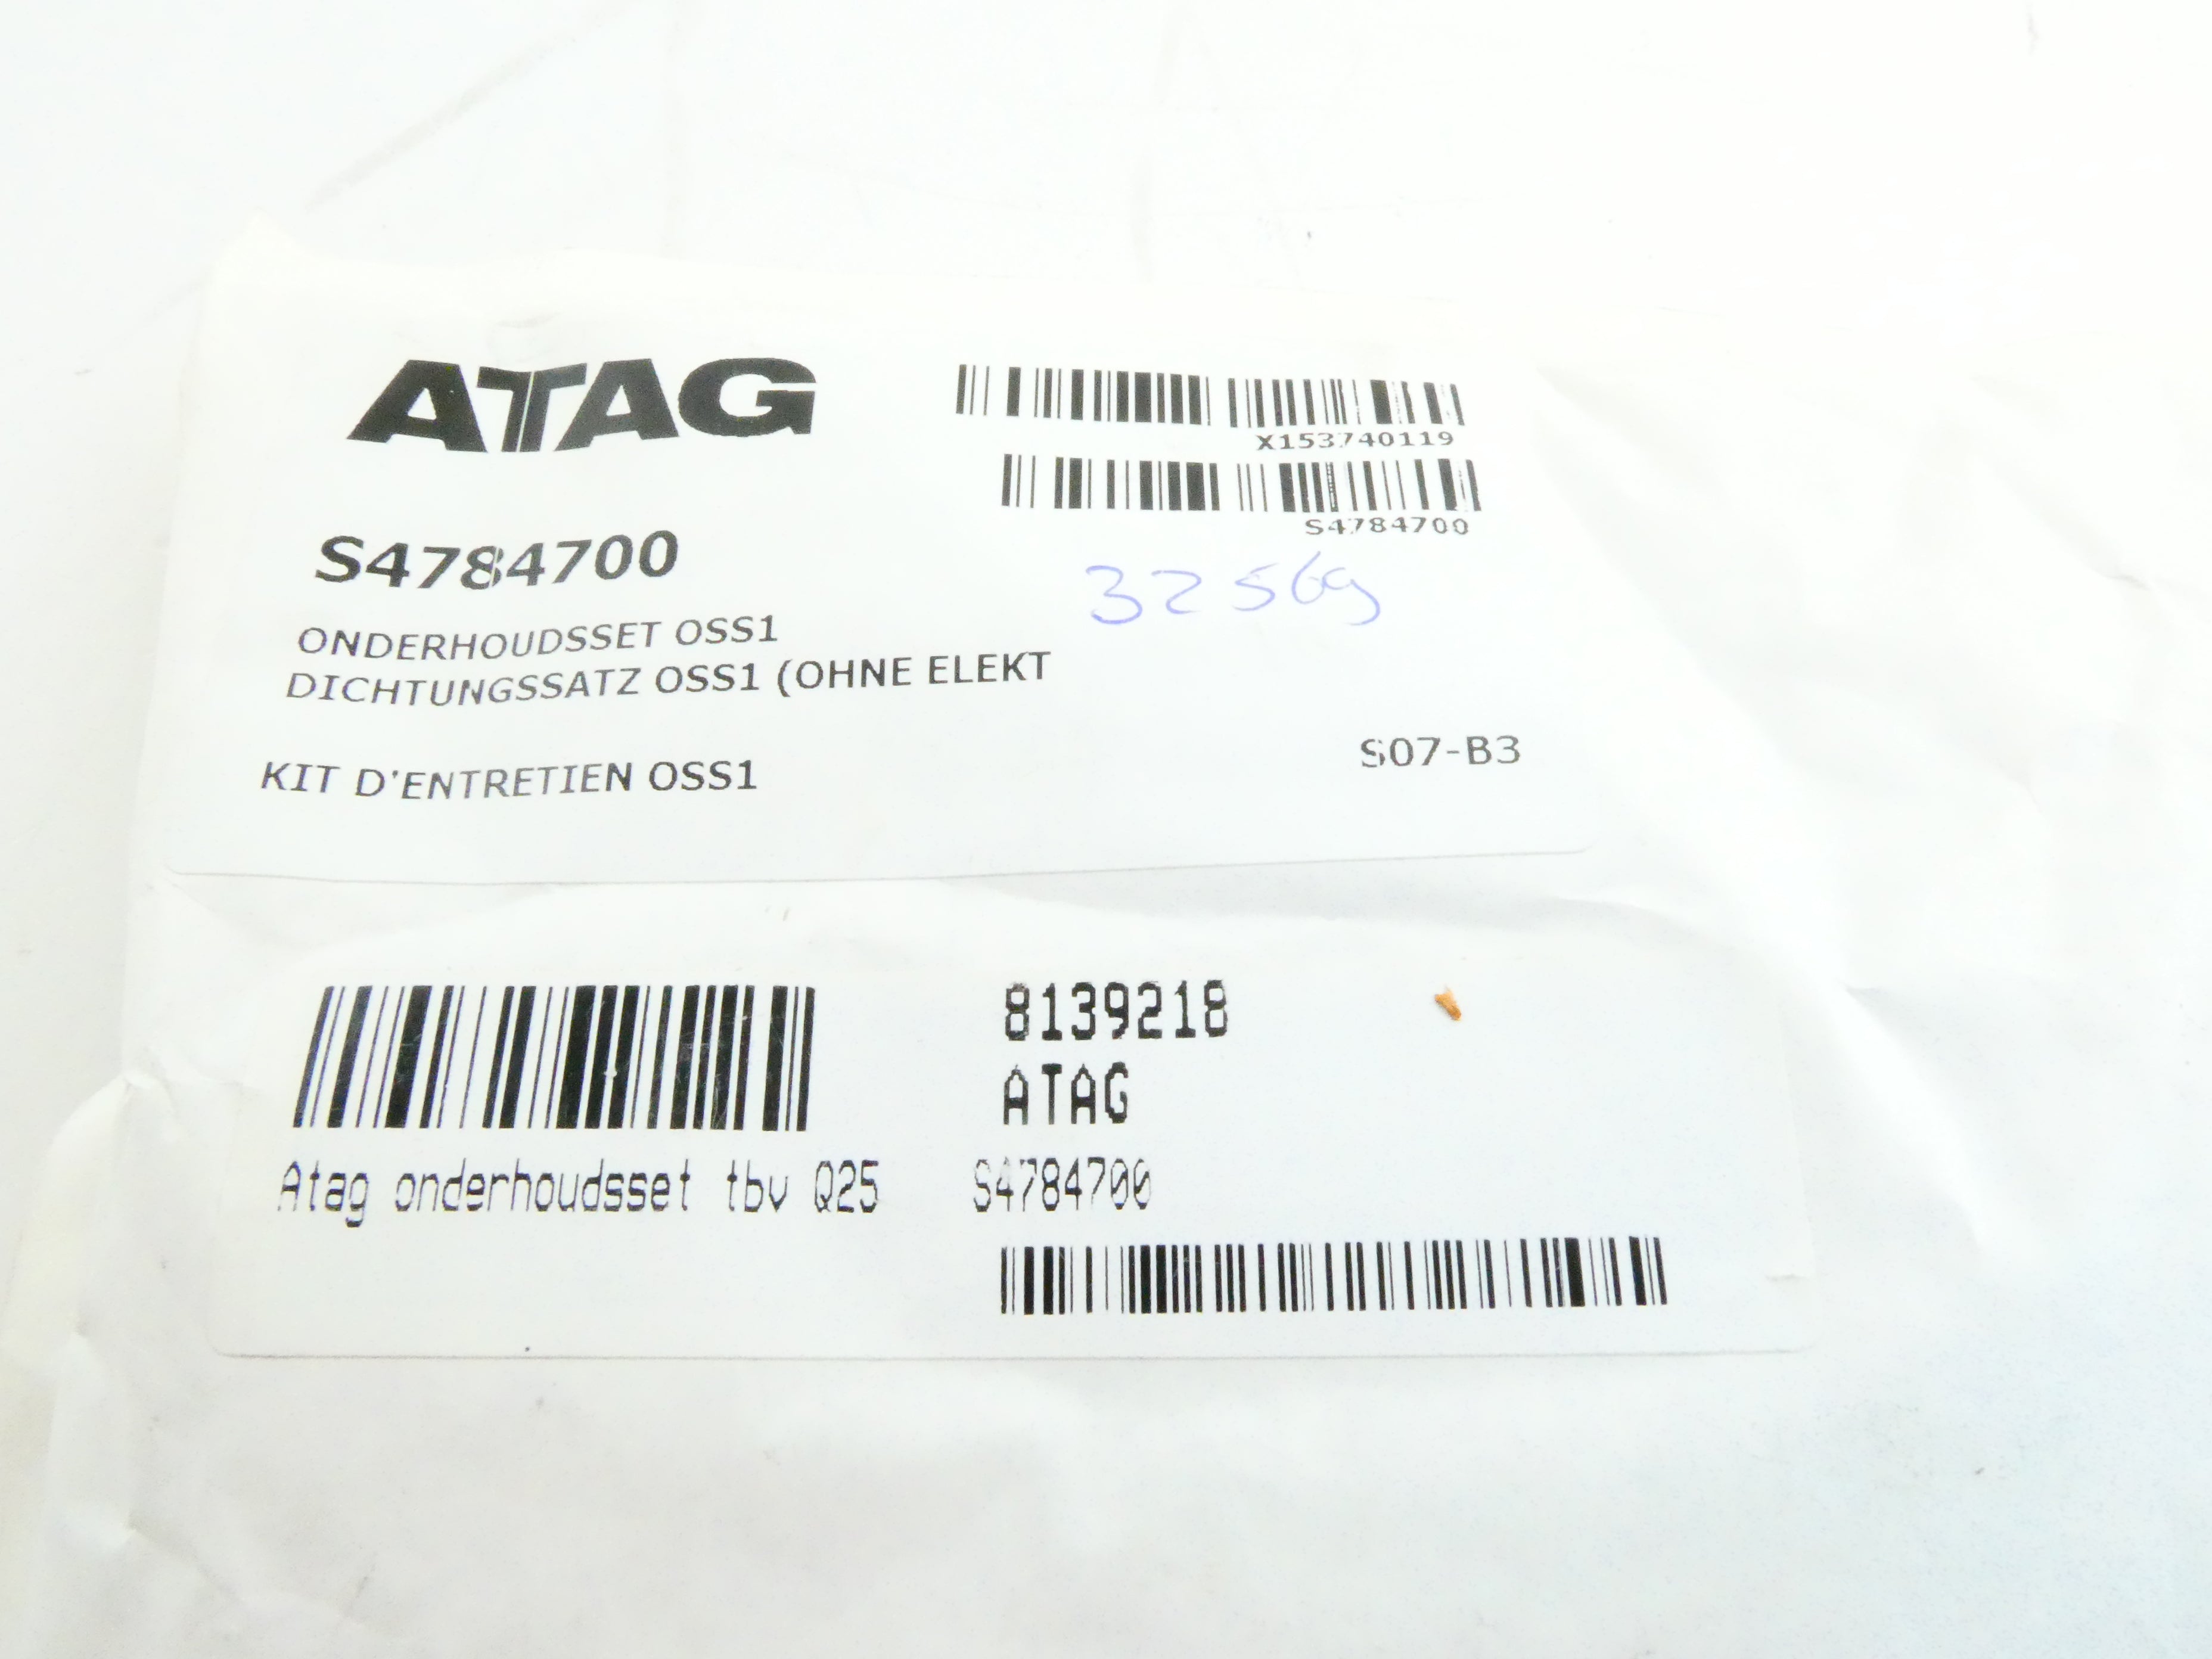 ATAG
X153740119
S4784700
S4784700
32569
ONDERHOUDSSET OSS1
DICHTUNGSSATZ OSS1 (OHNE ELEKT
S07-B3
KIT D'ENTRETIEN OSS1
8139218
ATAG
Atag onderhoudsset tbv Q25 S4784700